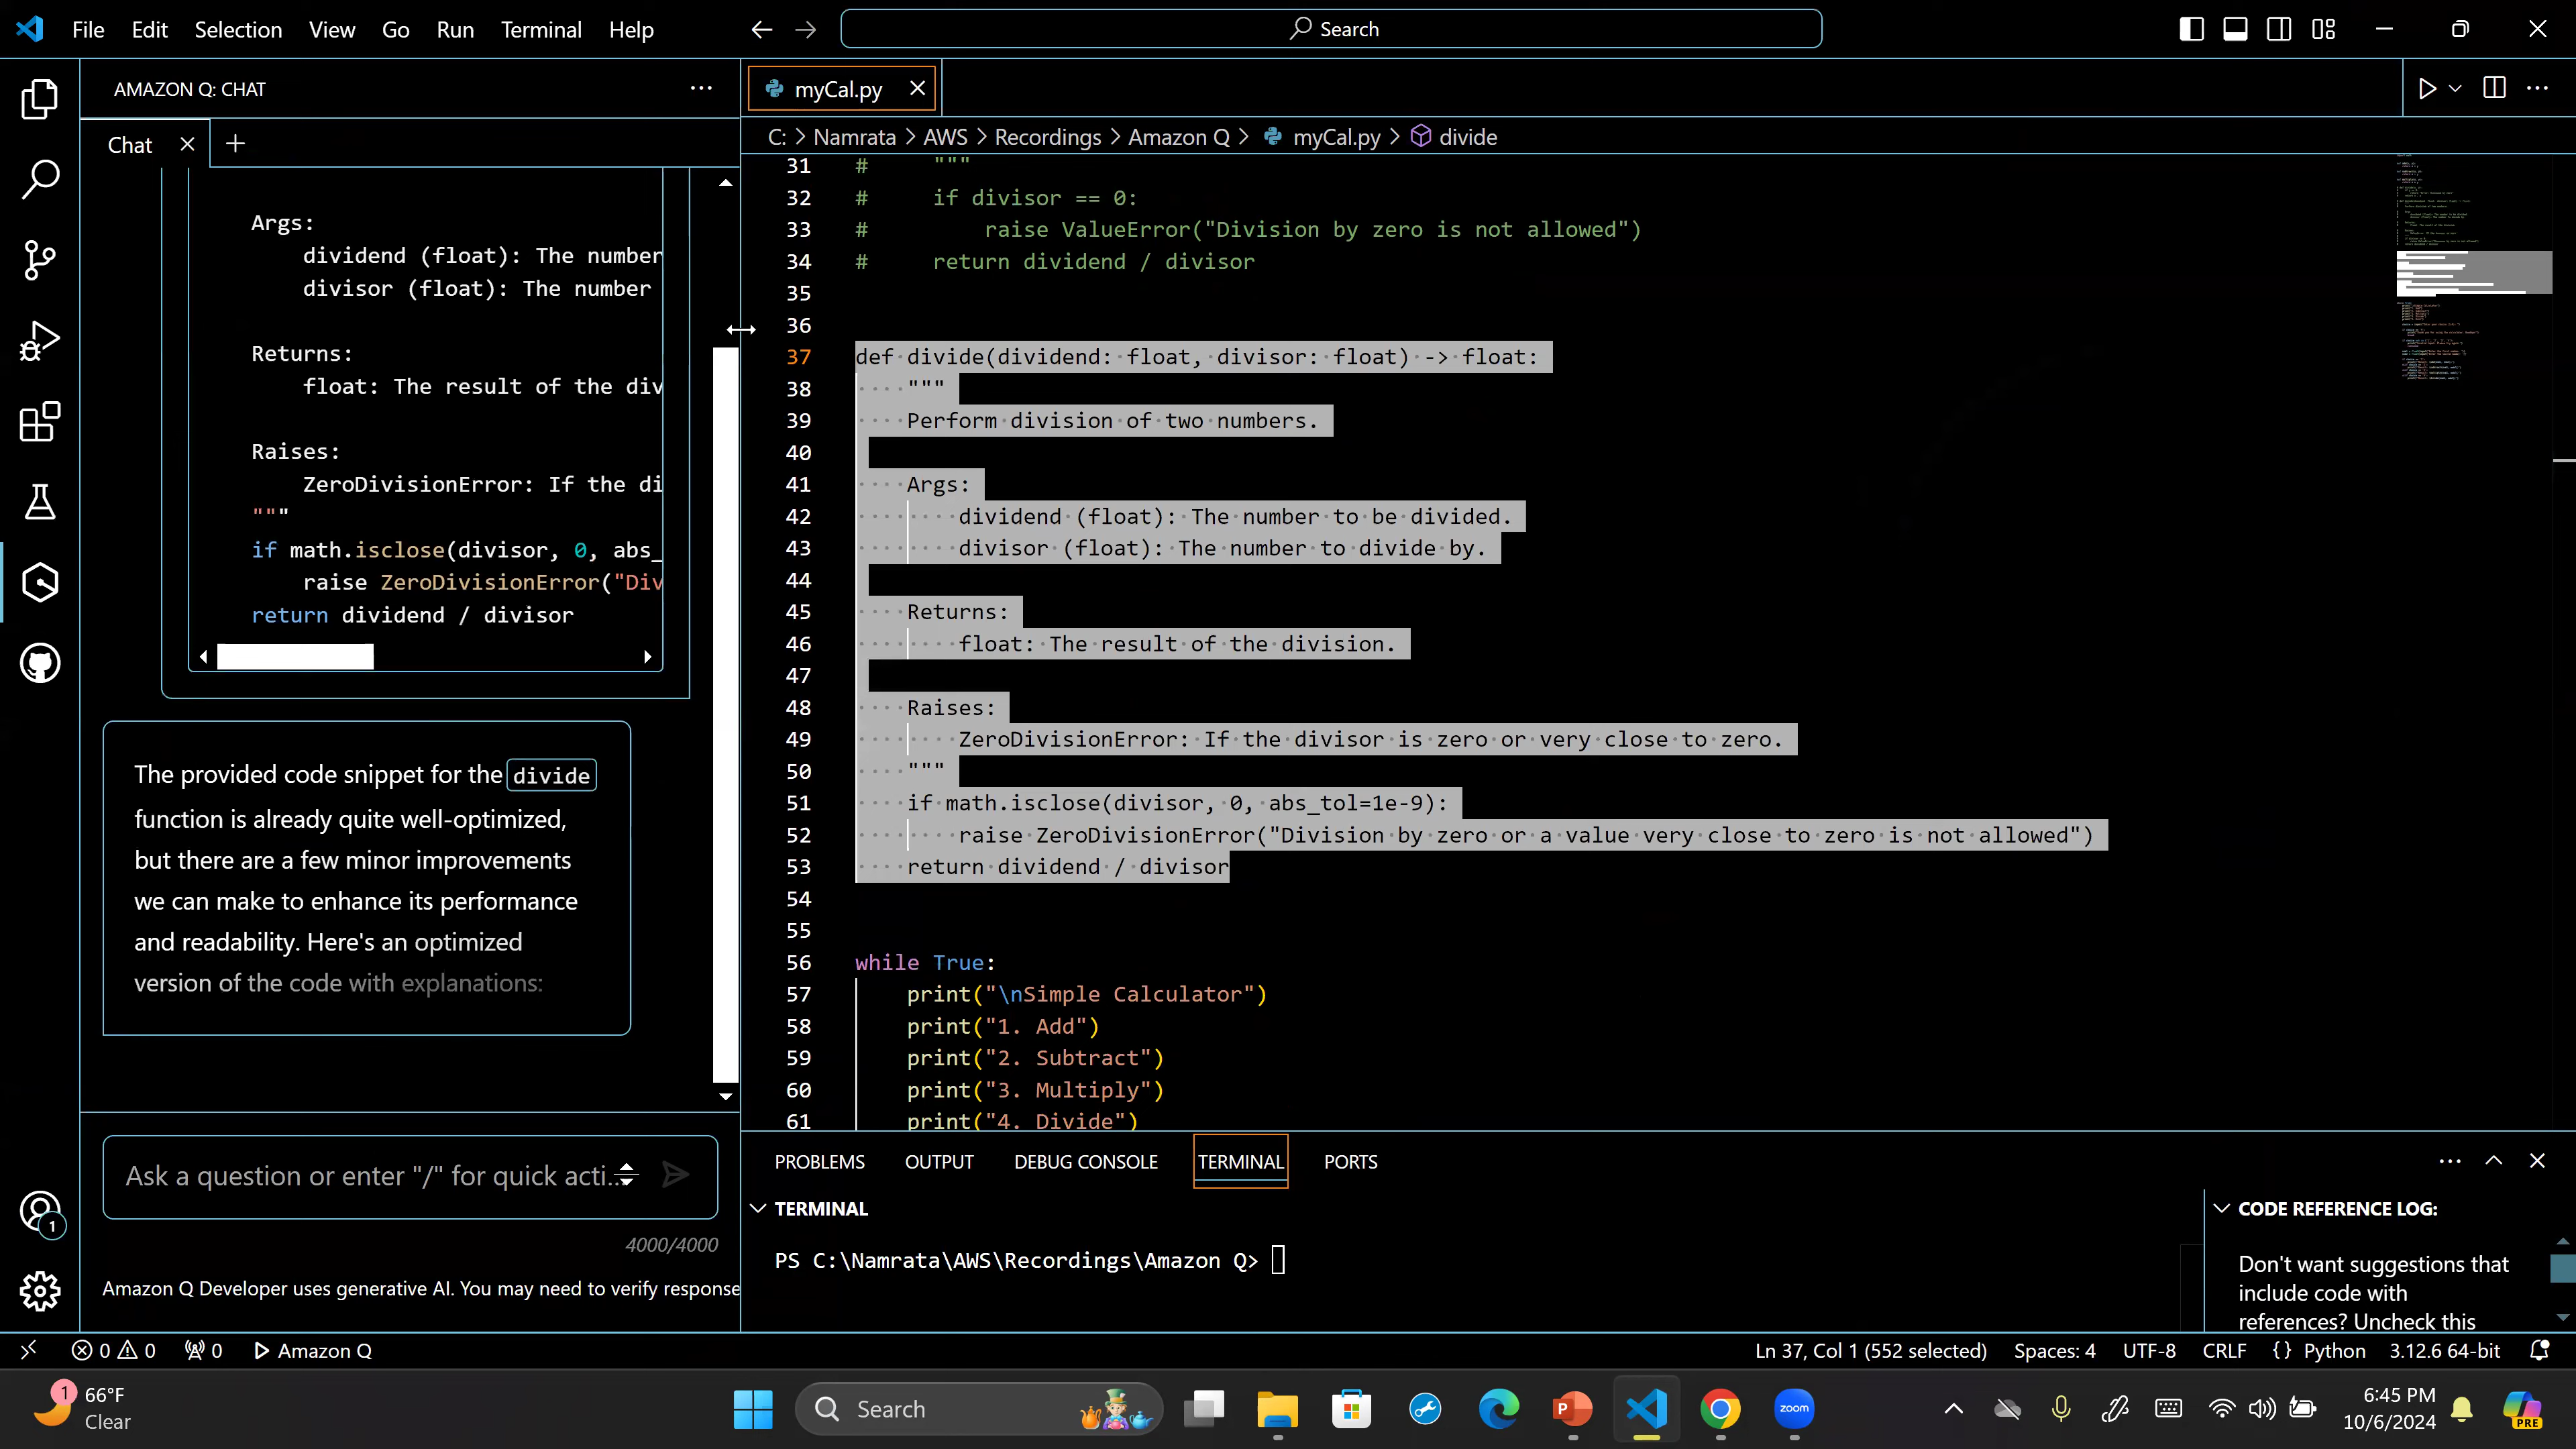 File Edit Selection View Go Run Terminal Help
Search
AMAZON Q: CHAT
Chat
Args:
dividend (float): The number
divisor (float): The number
Returns:
float: The result of the div
Raises:
ZeroDivisionError: If the di
"""
if math.isclose(divisor, 0, abs_
raise ZeroDivisionError("Div
return dividend / divisor
The provided code snippet for the divide
function is already quite well-optimized,
but there are a few minor improvements
we can make to enhance its performance
and readability. Here's an optimized
version of the code with explanations:
Ask a question or enter "/" for quick acti...
4000/4000
Amazon Q Developer uses generative AI. You may need to verify response
myCal.py
C: > Namrata > AWS > Recordings > Amazon Q > myCal.py > divide
31 # """
32 # if divisor == 0:
33 # raise ValueError("Division by zero is not allowed")
34 # return dividend / divisor
35
36
37 def divide(dividend: float, divisor: float) -> float:
38 """
39 Perform division of two numbers.
40
41 Args:
42 dividend (float): The number to be divided.
43 divisor (float): The number to divide by.
44
45 Returns:
46 float: The result of the division.
47
48 Raises:
49 ZeroDivisionError: If the divisor is zero or very close to zero.
50 """
51 if math.isclose(divisor, 0, abs_tol=1e-9):
52 raise ZeroDivisionError("Division by zero or a value very close to zero is not allowed")
53 return dividend / divisor
54
55
56 while True:
57 print("\nSimple Calculator")
58 print("1. Add")
59 print("2. Subtract")
60 print("3. Multiply")
61 print("4. Divide")
PROBLEMS OUTPUT DEBUG CONSOLE TERMINAL PORTS
TERMINAL
PS C:\Namrata\AWS\Recordings\Amazon Q>
CODE REFERENCE LOG:
Don't want suggestions that
include code with
references? Uncheck this
1
0 0 0 Amazon Q
Ln 37, Col 1 (552 selected) Spaces: 4 UTF-8 CRLF {} Python 3.12.6 64-bit
1
66°F
Clear
Search
P
zoom
6:45 PM
10/6/2024
PRE